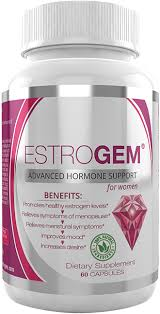 ESTROGEM®
ADVANCED HORMONE SUPPORT
for women
BENEFITS:
Promotes healthy estrogen levels*
Relieves symptoms of menopause*
Relieves menstrual symptoms*
Improves mood*
Increases desire*
Dietary Supplement
60 CAPSULES